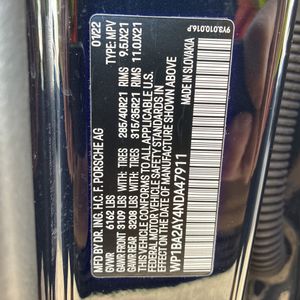 MFD BY DR. ING. H.C. F. PORSCHE AG
01/22 TYPE: MPV
GVWR 6162 LBS
GAWR FRONT 3109 LBS WITH TIRES 285/40R21 RIMS 9.5JX21
GAWR REAR 3208 LBS WITH TIRES 315/35R21 RIMS 11.0JX21
THIS VEHICLE CONFORMS TO ALL APPLICABLE U.S.
FEDERAL MOTOR VEHICLE SAFETY STANDARDS IN
EFFECT ON THE DATE OF MANUFACTURE SHOWN ABOVE
WP1BA2AY4NDA47911
MADE IN SLOVAKIA
9Y3.010.016.P